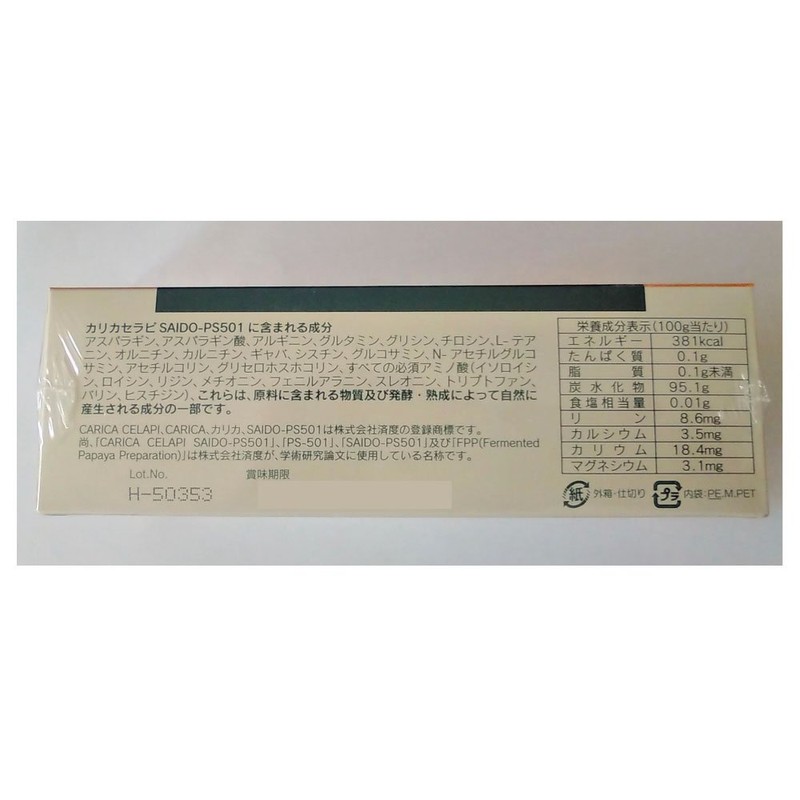 カリカセラピ SAIDO-PS501 に含まれる成分
アスパラギン、アスパラギン酸、アルギニン、グルタミン、グリシン、チロシン、L-テア
ニン、オルニチン、カルニチン、ギャバ、シスチン、グルコサミン、N-アセチルグルコ
サミン、アセチルコリン、グリセロホスホコリン、すべての必須アミノ酸(イソロイシ
ン、ロイシン、リジン、メチオニン、フェニルアラニン、スレオニン、トリプトファン、
バリン、ヒスチジン)、これらは、原料に含まれる物質及び発酵・熟成によって自然に
産生される成分の一部です。
CARICA CELAPI、CARICA、カリカ、SAIDO-PS501は株式会社済度の登録商標です。
尚、「CARICA CELAPI SAIDO-PS501」、「PS-501」、「SAIDO-PS501」及び「FPP(Fermented
Papaya Preparation)」は株式会社済度が、学術研究論文に使用している名称です。
Lot.No. 賞味期限
H-50353
栄養成分表示(100g当たり)
エネルギー 381kcal
たんぱく質 0.1g
脂質 0.1g未満
炭水化物 95.1g
食塩相当量 0.01g
リン 8.6mg
カルシウム 3.5mg
カリウム 18.4mg
マグネシウム 3.1mg
紙 外箱・仕切り プラ 内袋:PE,M,PET